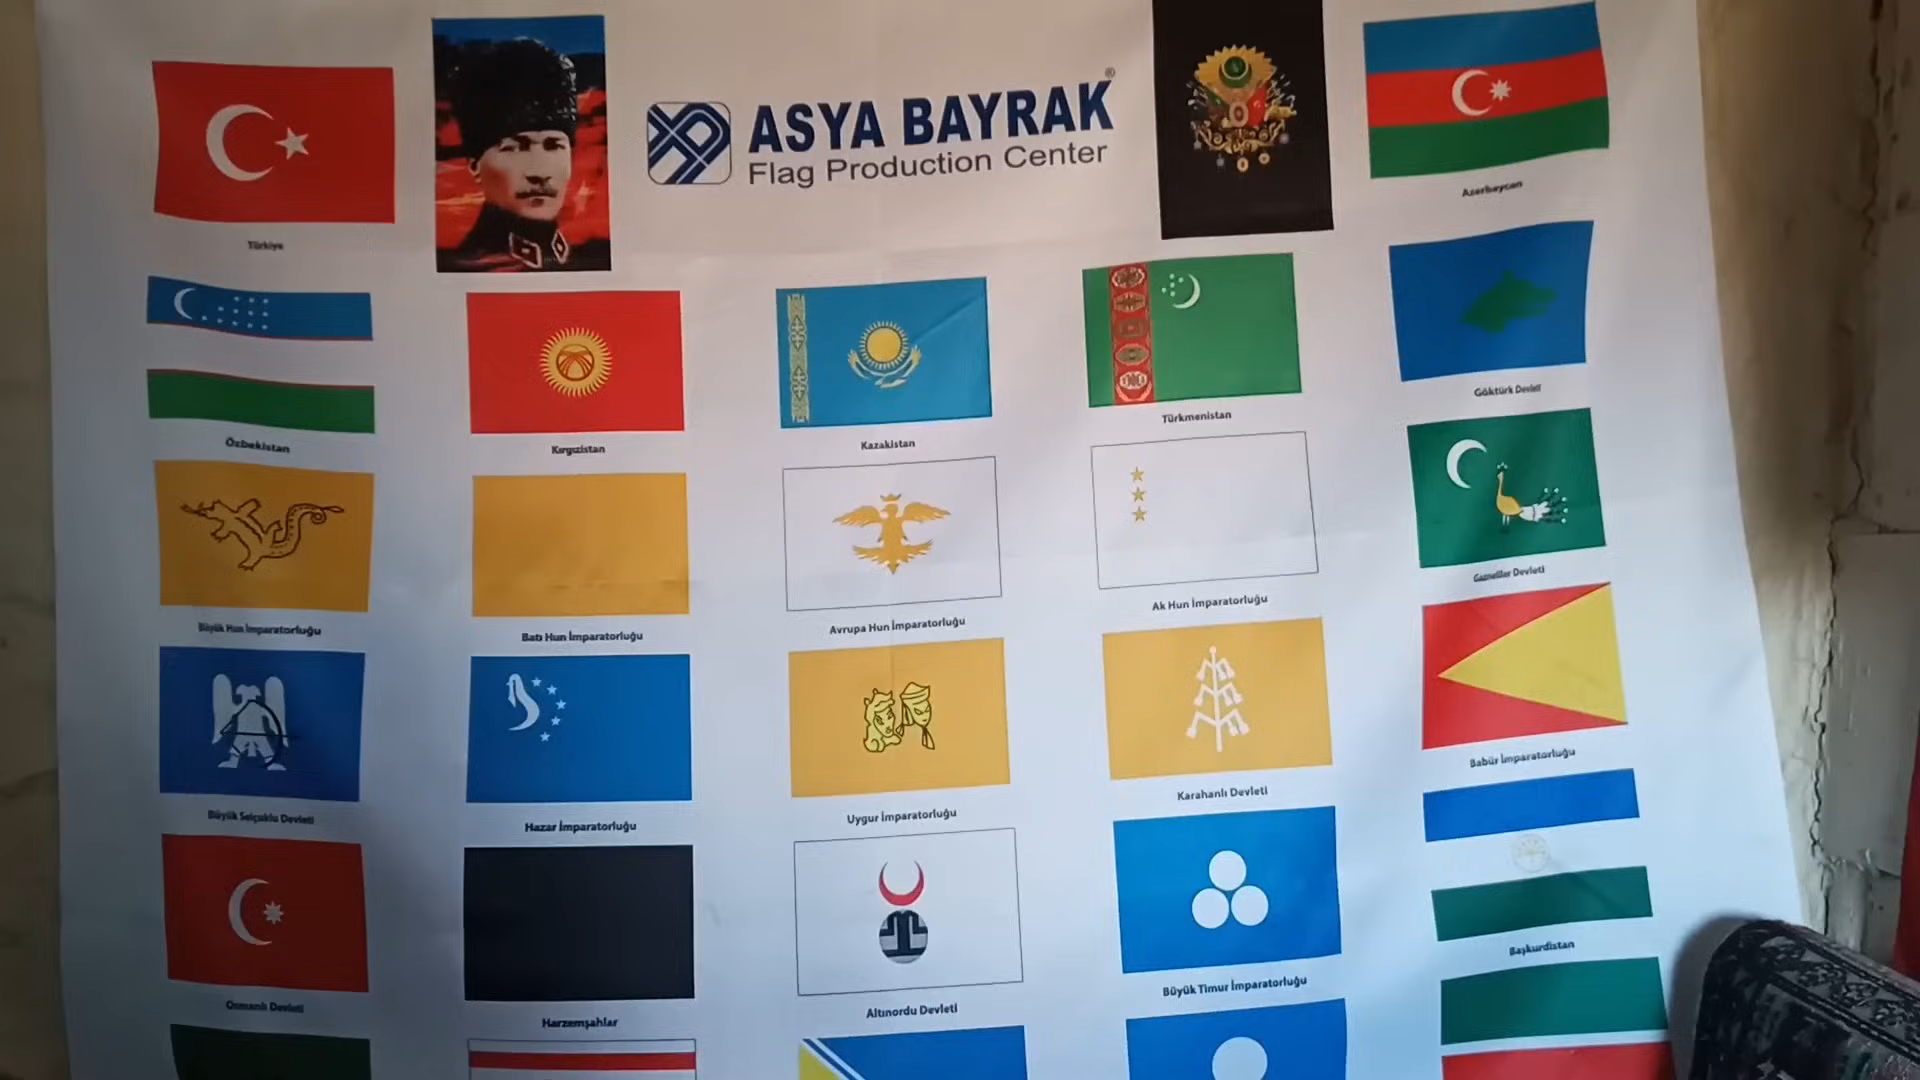 ASYA BAYRAK®
Flag Production Center
Türkiye
Azerbaycan
Özbekistan
Kırgızistan
Kazakistan
Türkmenistan
Göktürk Devleti
Büyük Hun İmparatorluğu
Batı Hun İmparatorluğu
Avrupa Hun İmparatorluğu
Ak Hun İmparatorluğu
Gazneliler Devleti
Büyük Selçuklu Devleti
Hazar İmparatorluğu
Uygur İmparatorluğu
Karahanlı Devleti
Babür İmparatorluğu
Osmanlı Devleti
Harzemşahlar
Altınordu Devleti
Büyük Timur İmparatorluğu
Başkurdistan